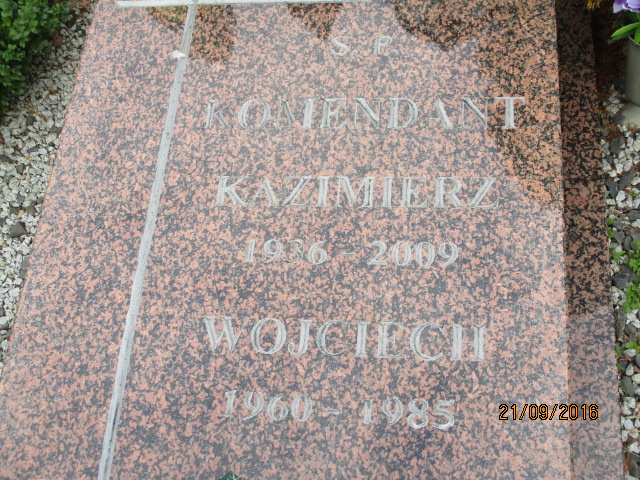 Ś. P.
KOMENDANT
KAZIMIERZ
1936 - 2009
WOJCIECH
1960 - 1985
21/09/2016